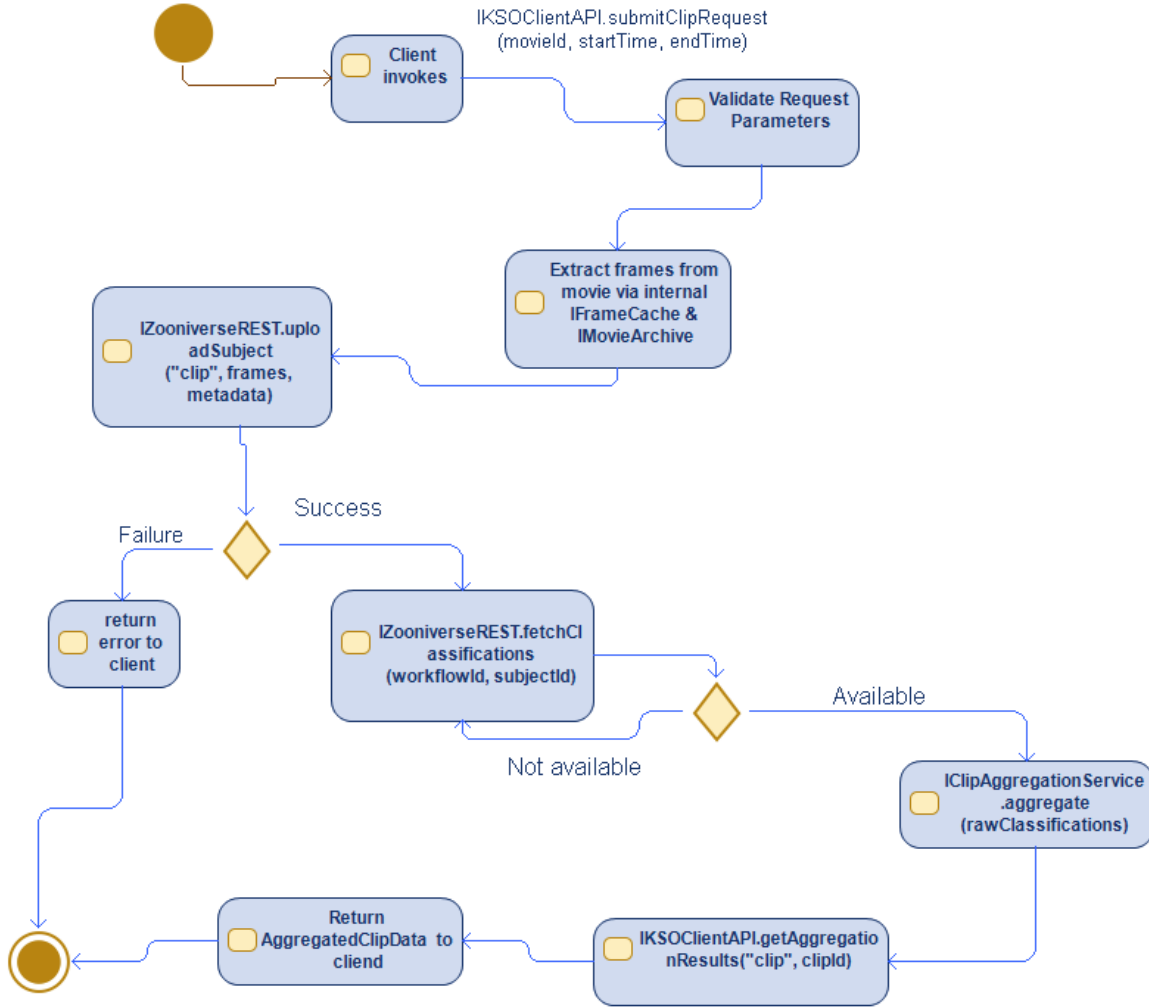 IKSOClientAPI.submitClipRequest
(movieId, startTime, endTime)
Client
invokes
Validate Request
Parameters
Extract frames from
movie via internal
IFrameCache &
IMovieArchive
IZooniverseREST.uplo
adSubject
("clip", frames,
metadata)
Success
Failure
return
error to
client
IZooniverseREST.fetchCl
assifications
(workflowId, subjectId)
Available
Not available
IClipAggregationService
.aggregate
(rawClassifications)
IKSOClientAPI.getAggregatio
nResults("clip", clipId)
Return
AggregatedClipData to
cliend